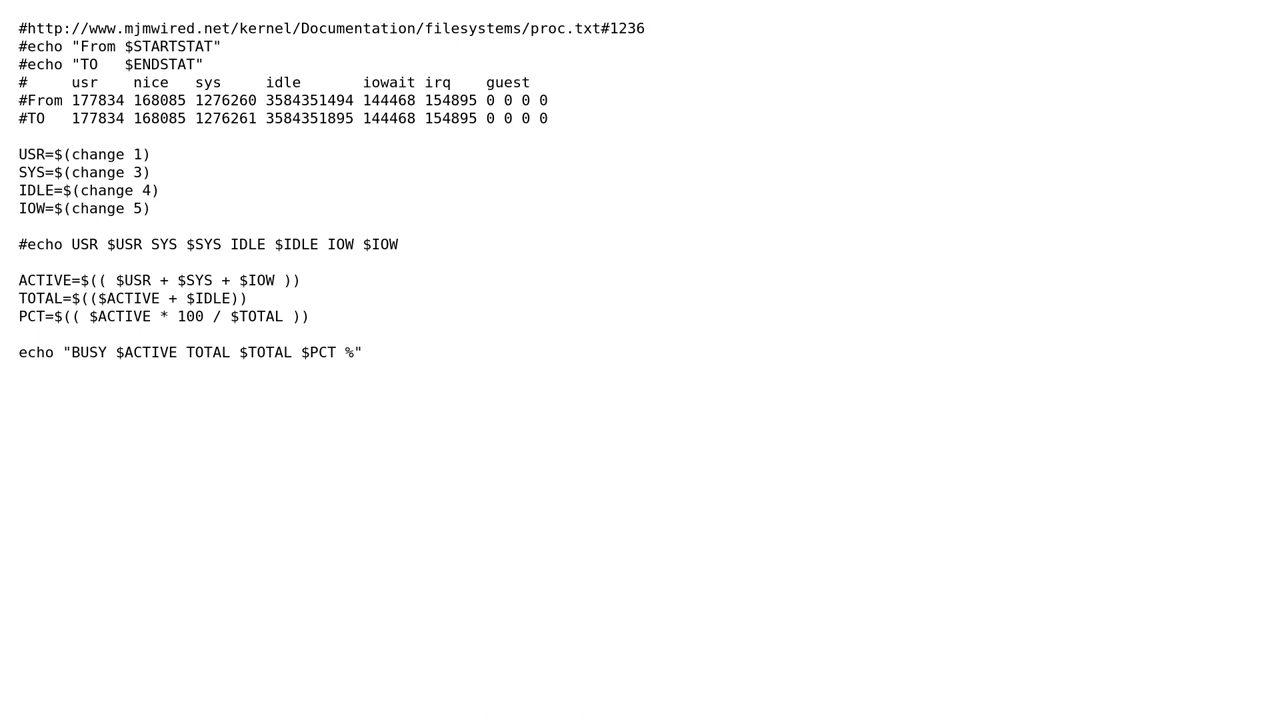 #http://www.mjmwired.net/kernel/Documentation/filesystems/proc.txt#1236
#echo "From $STARTSTAT"
#echo "TO   $ENDSTAT"
#     usr    nice   sys     idle       iowait irq    guest
#From 177834 168085 1276260 3584351494 144468 154895 0 0 0 0
#TO   177834 168085 1276261 3584351895 144468 154895 0 0 0 0

USR=$(change 1)
SYS=$(change 3)
IDLE=$(change 4)
IOW=$(change 5)

#echo USR $USR SYS $SYS IDLE $IDLE IOW $IOW

ACTIVE=$(( $USR + $SYS + $IOW ))
TOTAL=$(($ACTIVE + $IDLE))
PCT=$(( $ACTIVE * 100 / $TOTAL ))

echo "BUSY $ACTIVE TOTAL $TOTAL $PCT %"